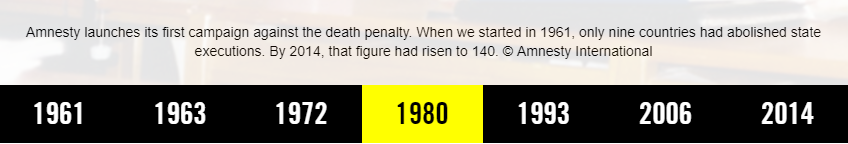 Amnesty launches its first campaign against the death penalty. When we started in 1961, only nine countries had abolished state
executions. By 2014, that figure had risen to 140. © Amnesty International
1961 1963 1972 1980 1993 2006 2014